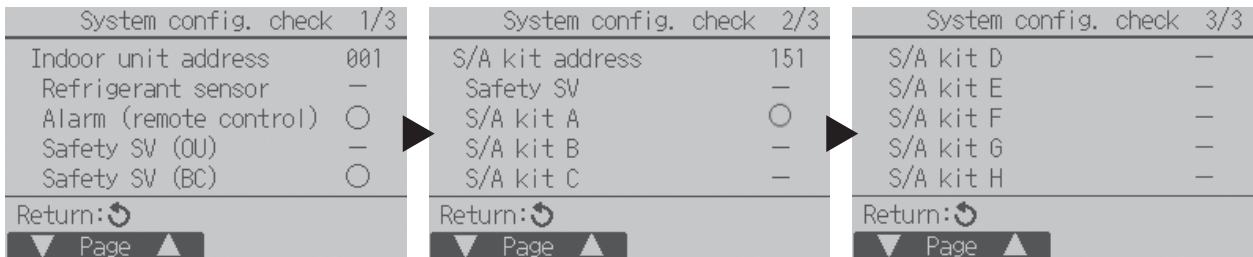 System config. check 1/3
Indoor unit address 001
Refrigerant sensor —
Alarm (remote control) ○
Safety SV (OU) —
Safety SV (BC) ○
Return:↺
▼ Page ▲
System config. check 2/3
S/A kit address 151
Safety SV —
S/A kit A ○
S/A kit B —
S/A kit C —
Return:↺
▼ Page ▲
System config. check 3/3
S/A kit D —
S/A kit E —
S/A kit F —
S/A kit G —
S/A kit H —
Return:↺
▼ Page ▲